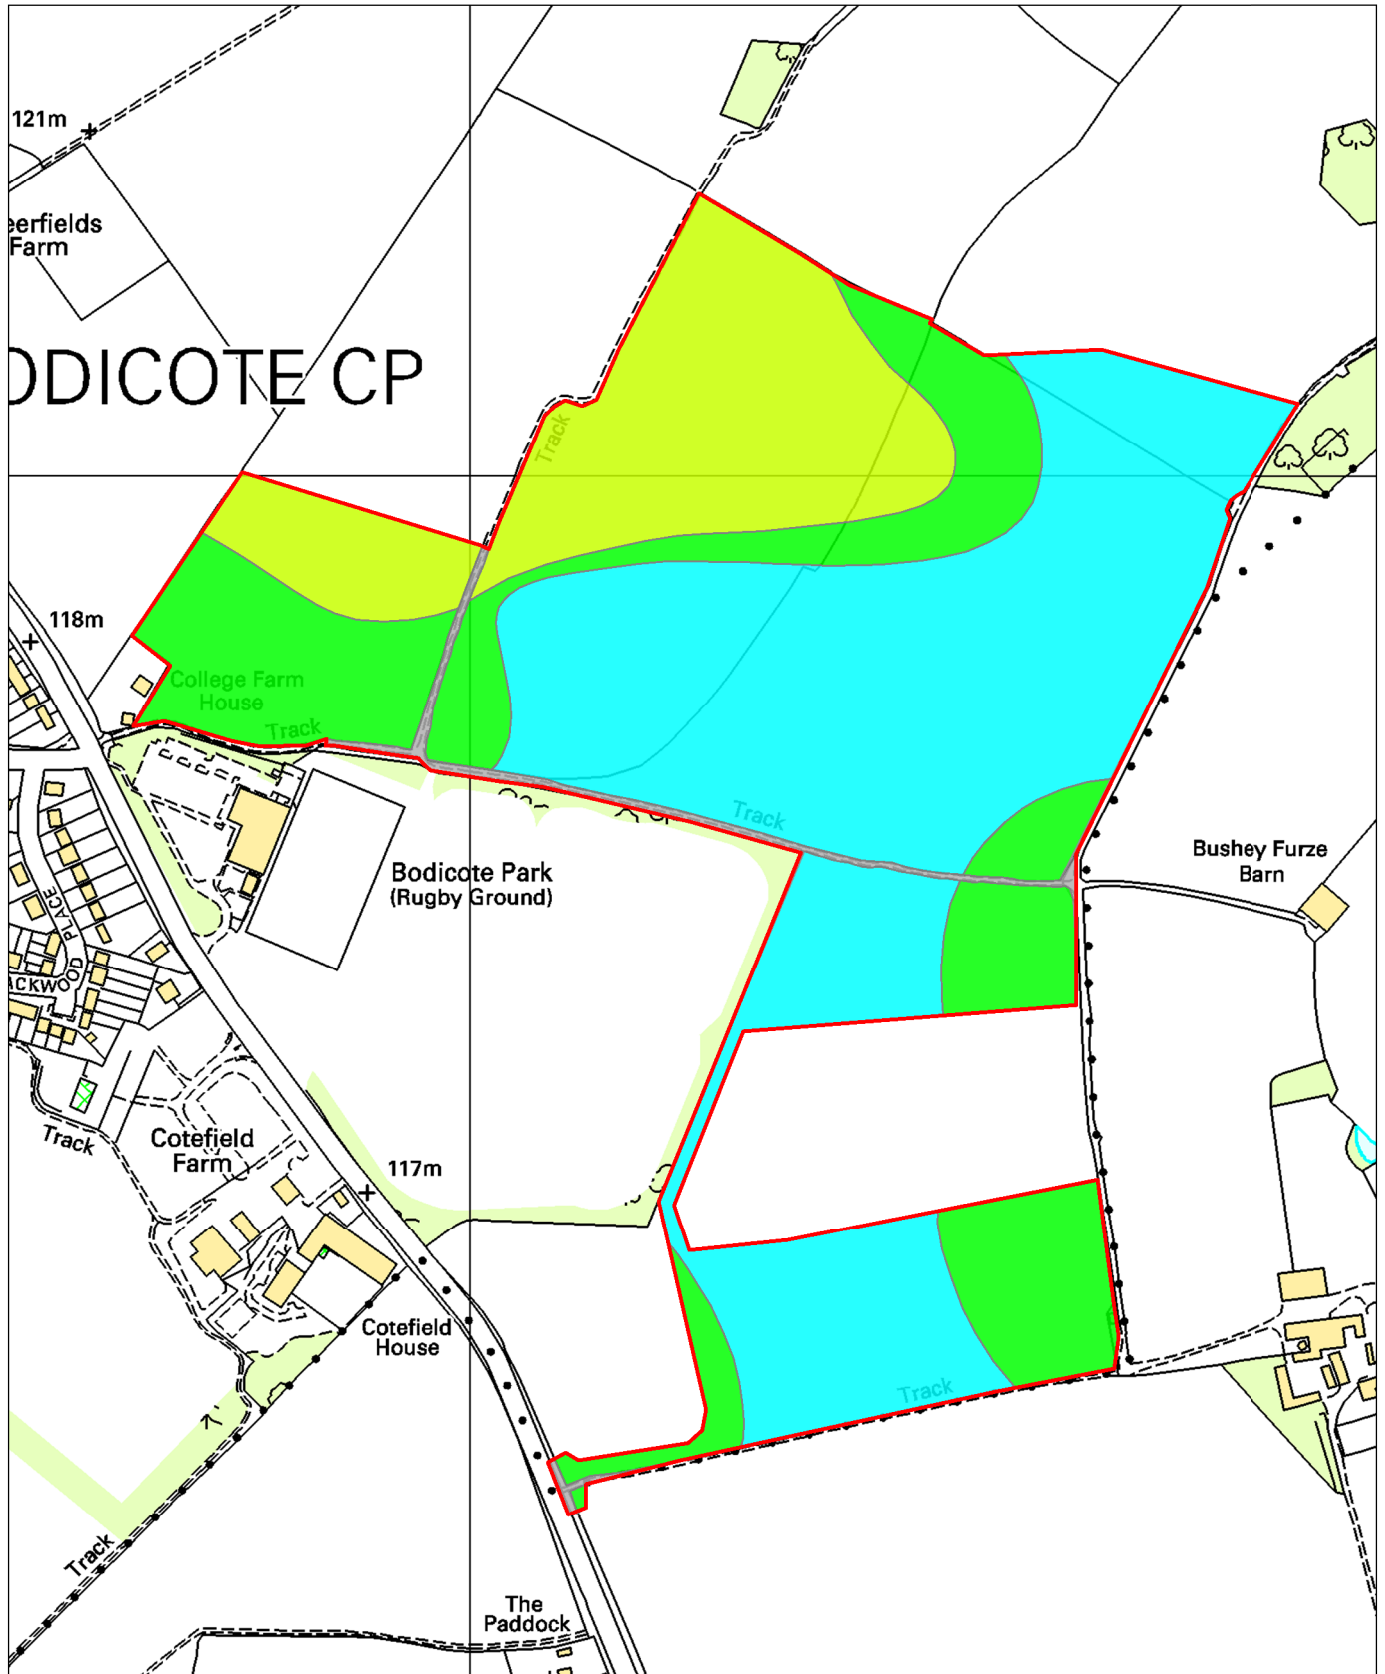 121m
eerfields
Farm
ODICOTE CP
Track
118m
College Farm
House
Track
Track
Bushey Furze
Barn
Bodicote Park
(Rugby Ground)
PLACE
ACKWOOD
Track
Cotefield
Farm
117m
Cotefield
House
Track
Track
The
Paddock